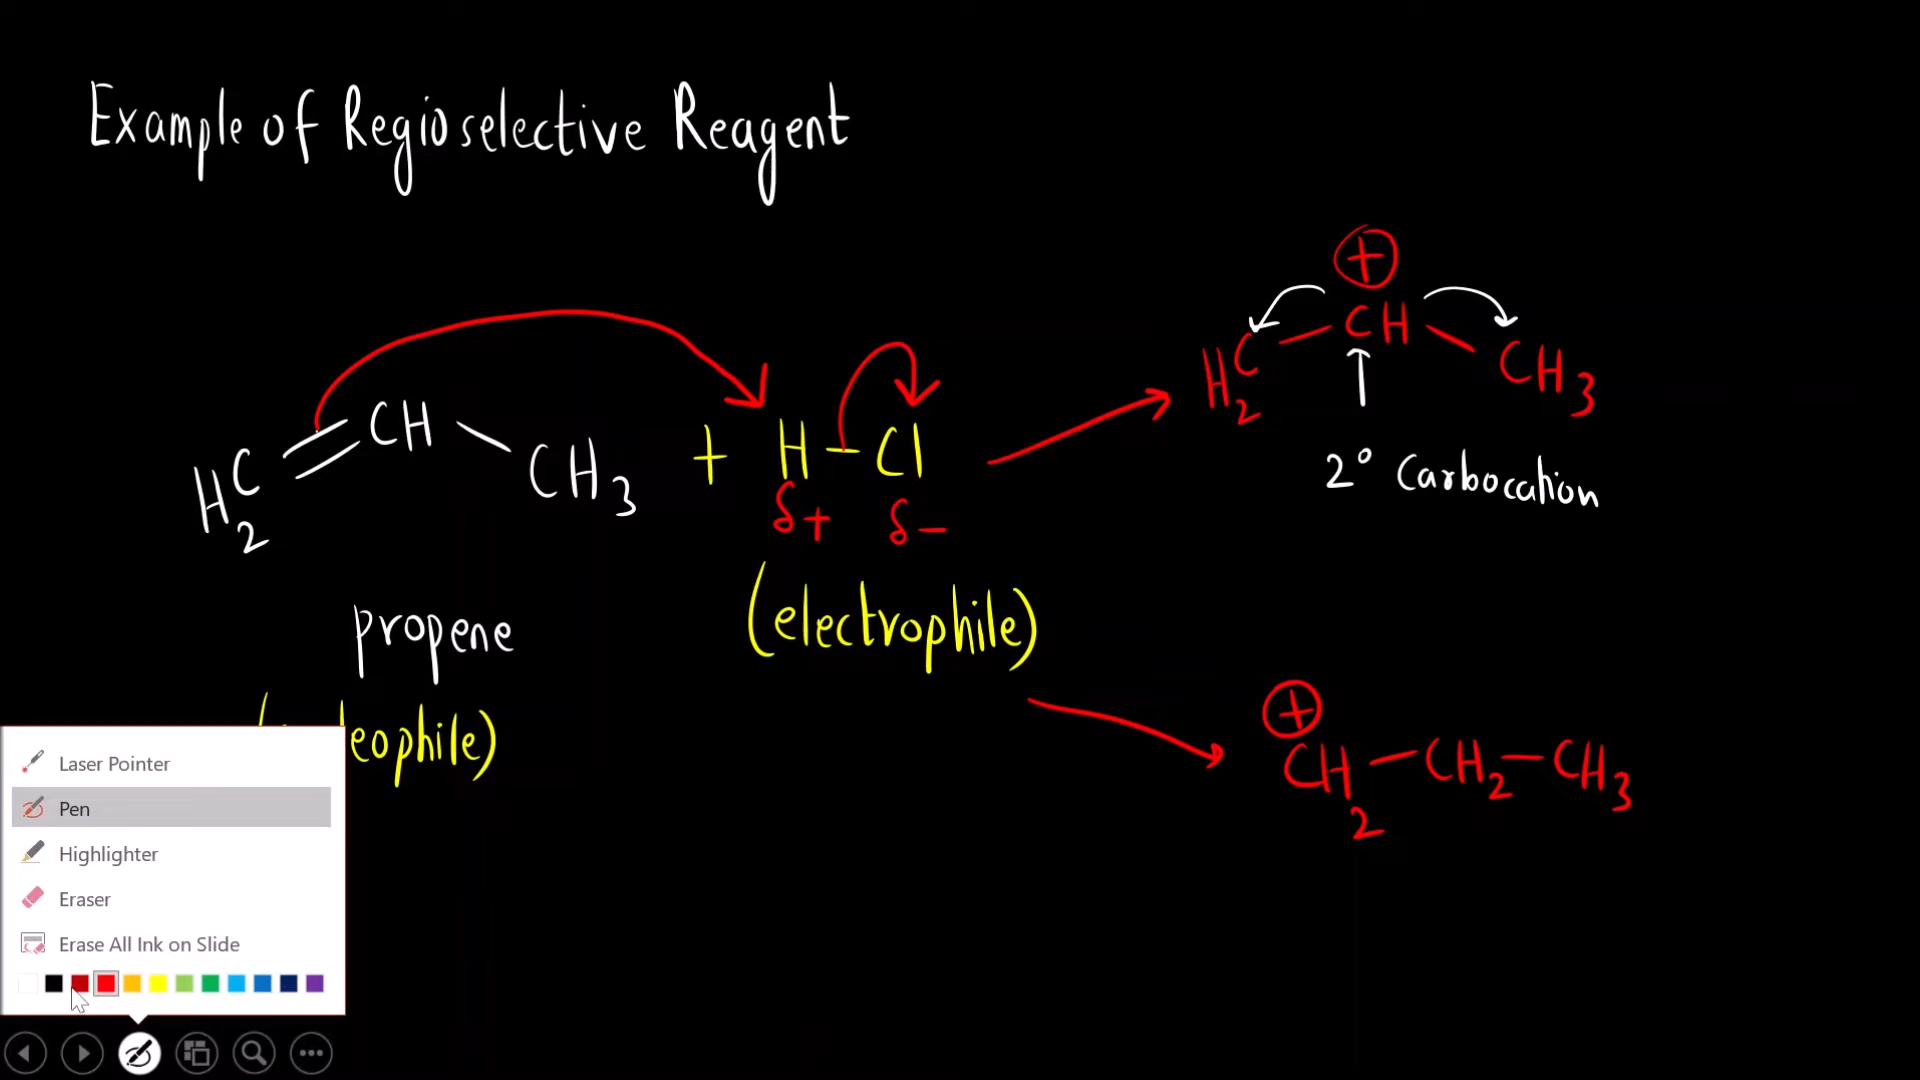 Example of Regioselective Reagent
H2C=CH-CH3 + H-Cl
δ+ δ-
propene
(electrophile)
eophile)
⊕
H2C-CH-CH3
2° Carbocation
⊕
CH2-CH2-CH3
Laser Pointer
Pen
Highlighter
Eraser
Erase All Ink on Slide